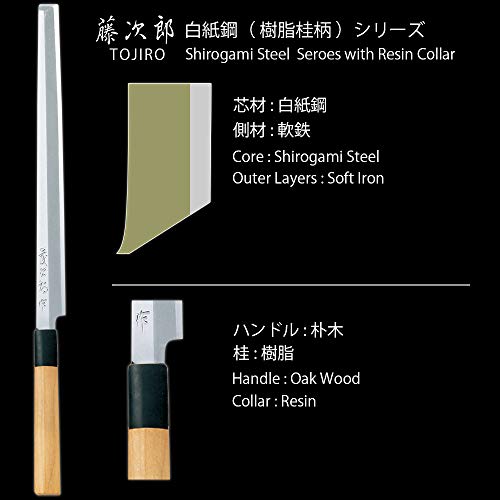 藤次郎
TOJIRO
白紙鋼（樹脂桂柄）シリーズ
Shirogami Steel Seroes with Resin Collar
芯材：白紙鋼
側材：軟鉄
Core : Shirogami Steel
Outer Layers : Soft Iron
ハンドル：朴木
桂：樹脂
Handle : Oak Wood
Collar : Resin